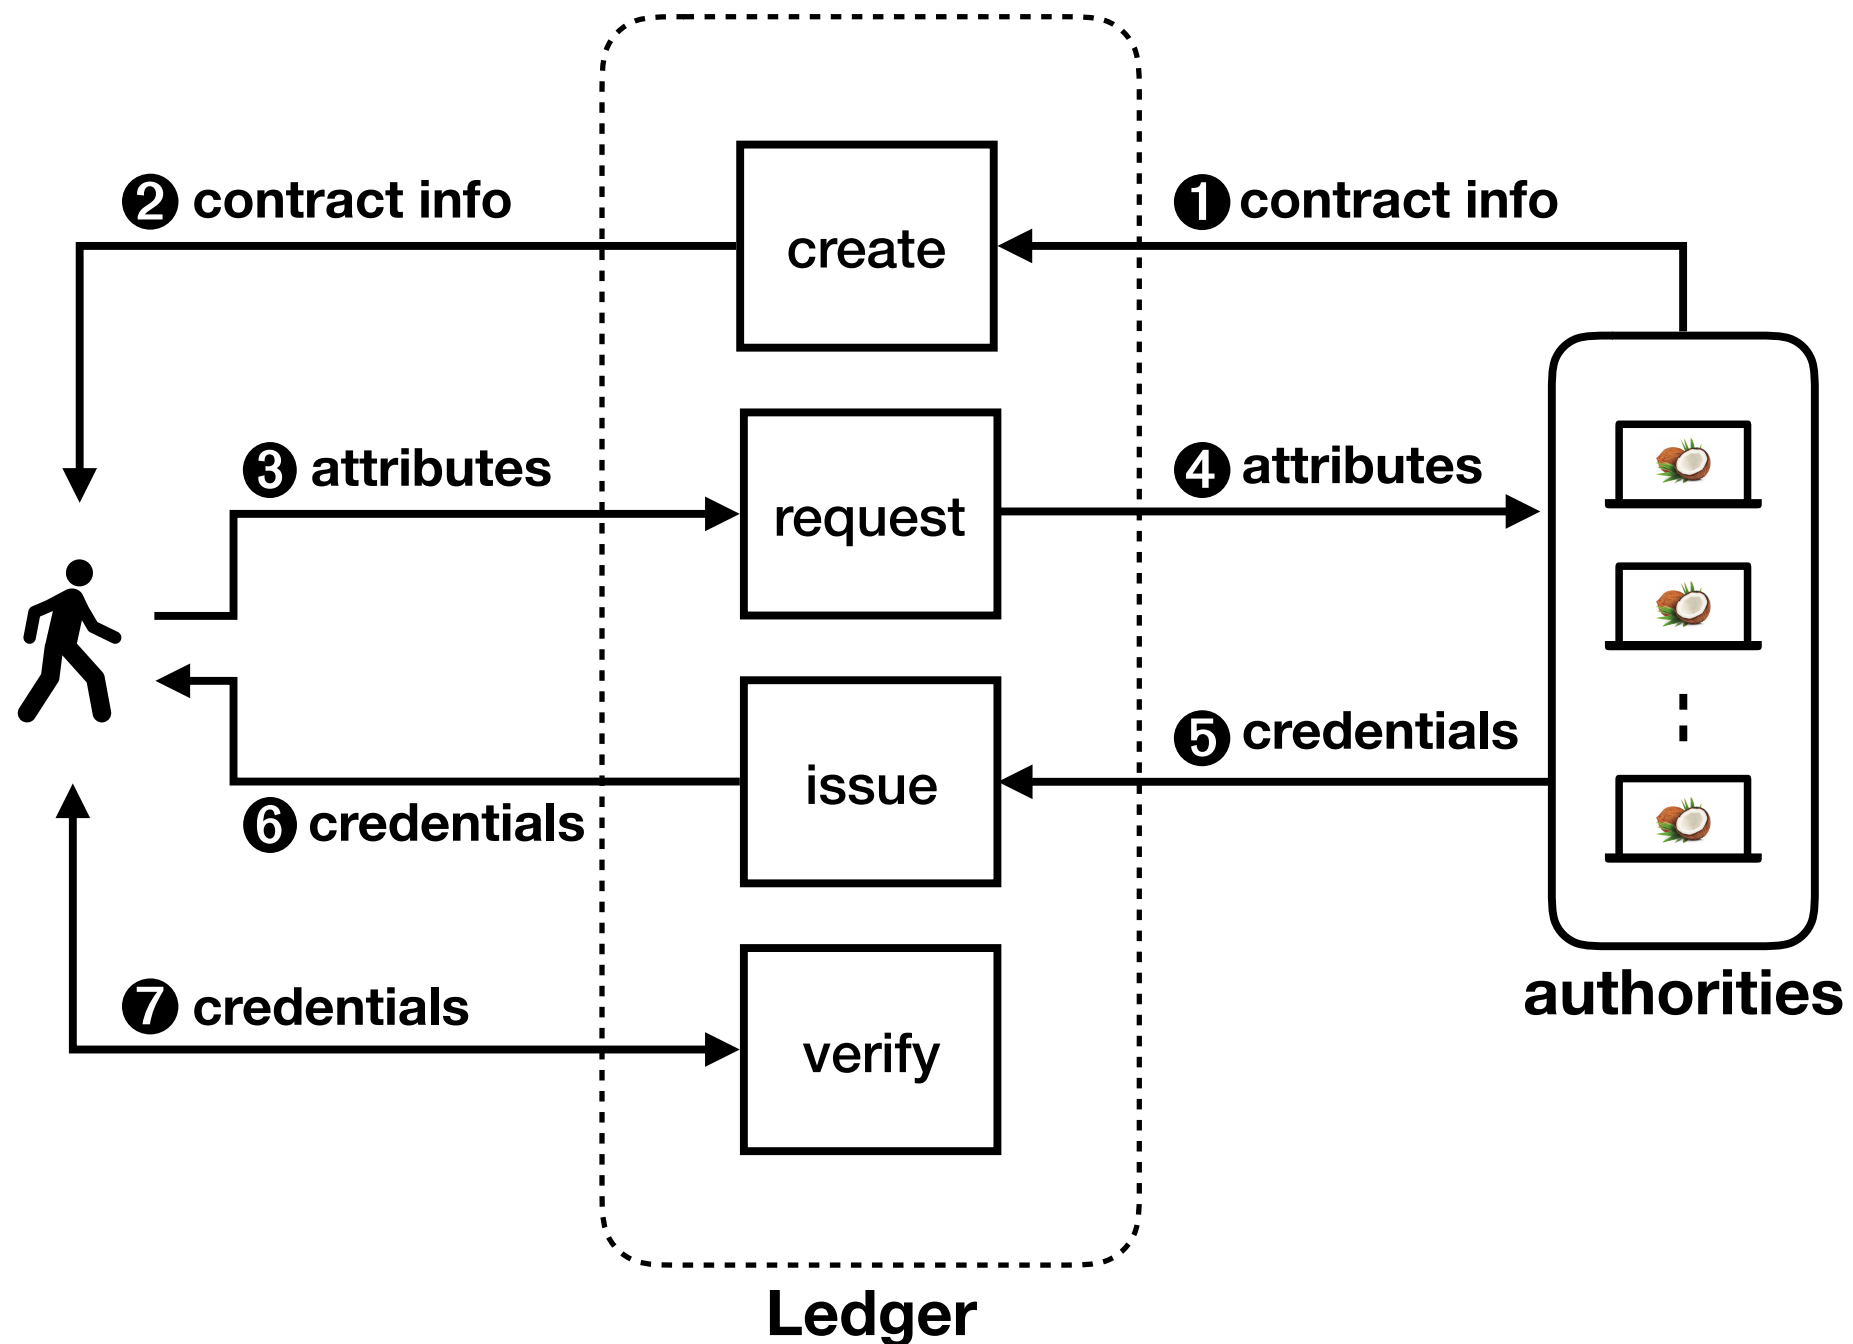 ❷ contract info
❶ contract info
create
❸ attributes
❹ attributes
request
❺ credentials
issue
❻ credentials
❼ credentials
verify
authorities
Ledger